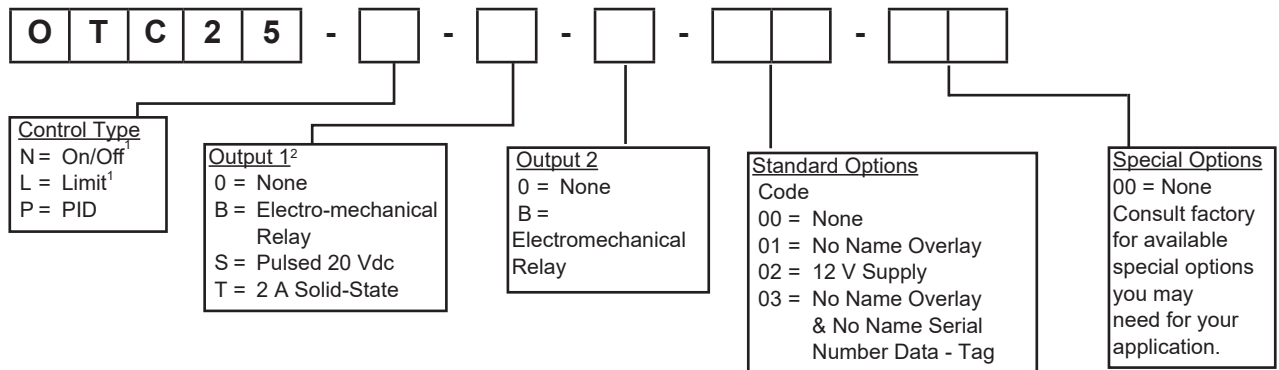 O T C 2 5 - - - -
Control Type
N = On/Off¹
L = Limit¹
P = PID
Output 1²
0 = None
B = Electro-mechanical
Relay
S = Pulsed 20 Vdc
T = 2 A Solid-State
Output 2
0 = None
B =
Electromechanical
Relay
Standard Options
Code
00 = None
01 = No Name Overlay
02 = 12 V Supply
03 = No Name Overlay
& No Name Serial
Number Data - Tag
Special Options
00 = None
Consult factory
for available
special options
you may
need for your
application.